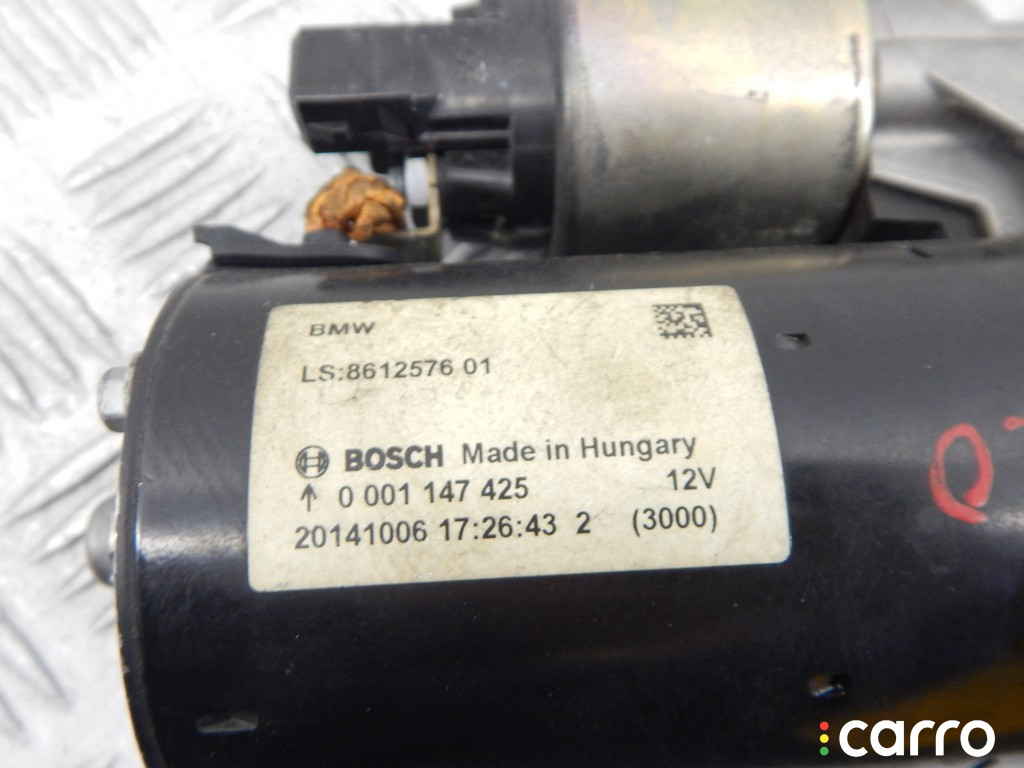 BMW
LS:8612576 01
BOSCH Made in Hungary
↑ 0 001 147 425 12V
20141006 17:26:43 2 (3000)
carro